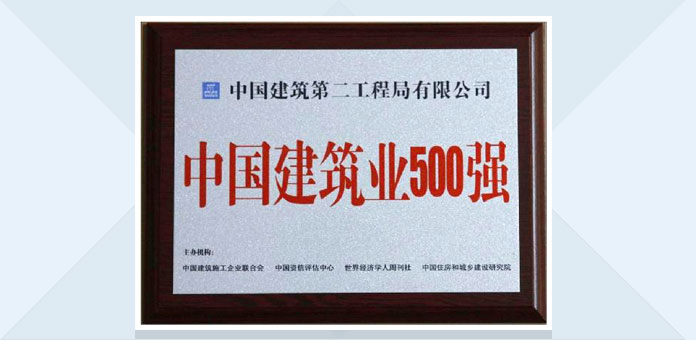 中国建筑第二工程局有限公司
中国建筑业500强
主办机构:
中国建筑施工企业联合会 中国资信评估中心 世界经济学人周刊社 中国住房和城乡建设研究院